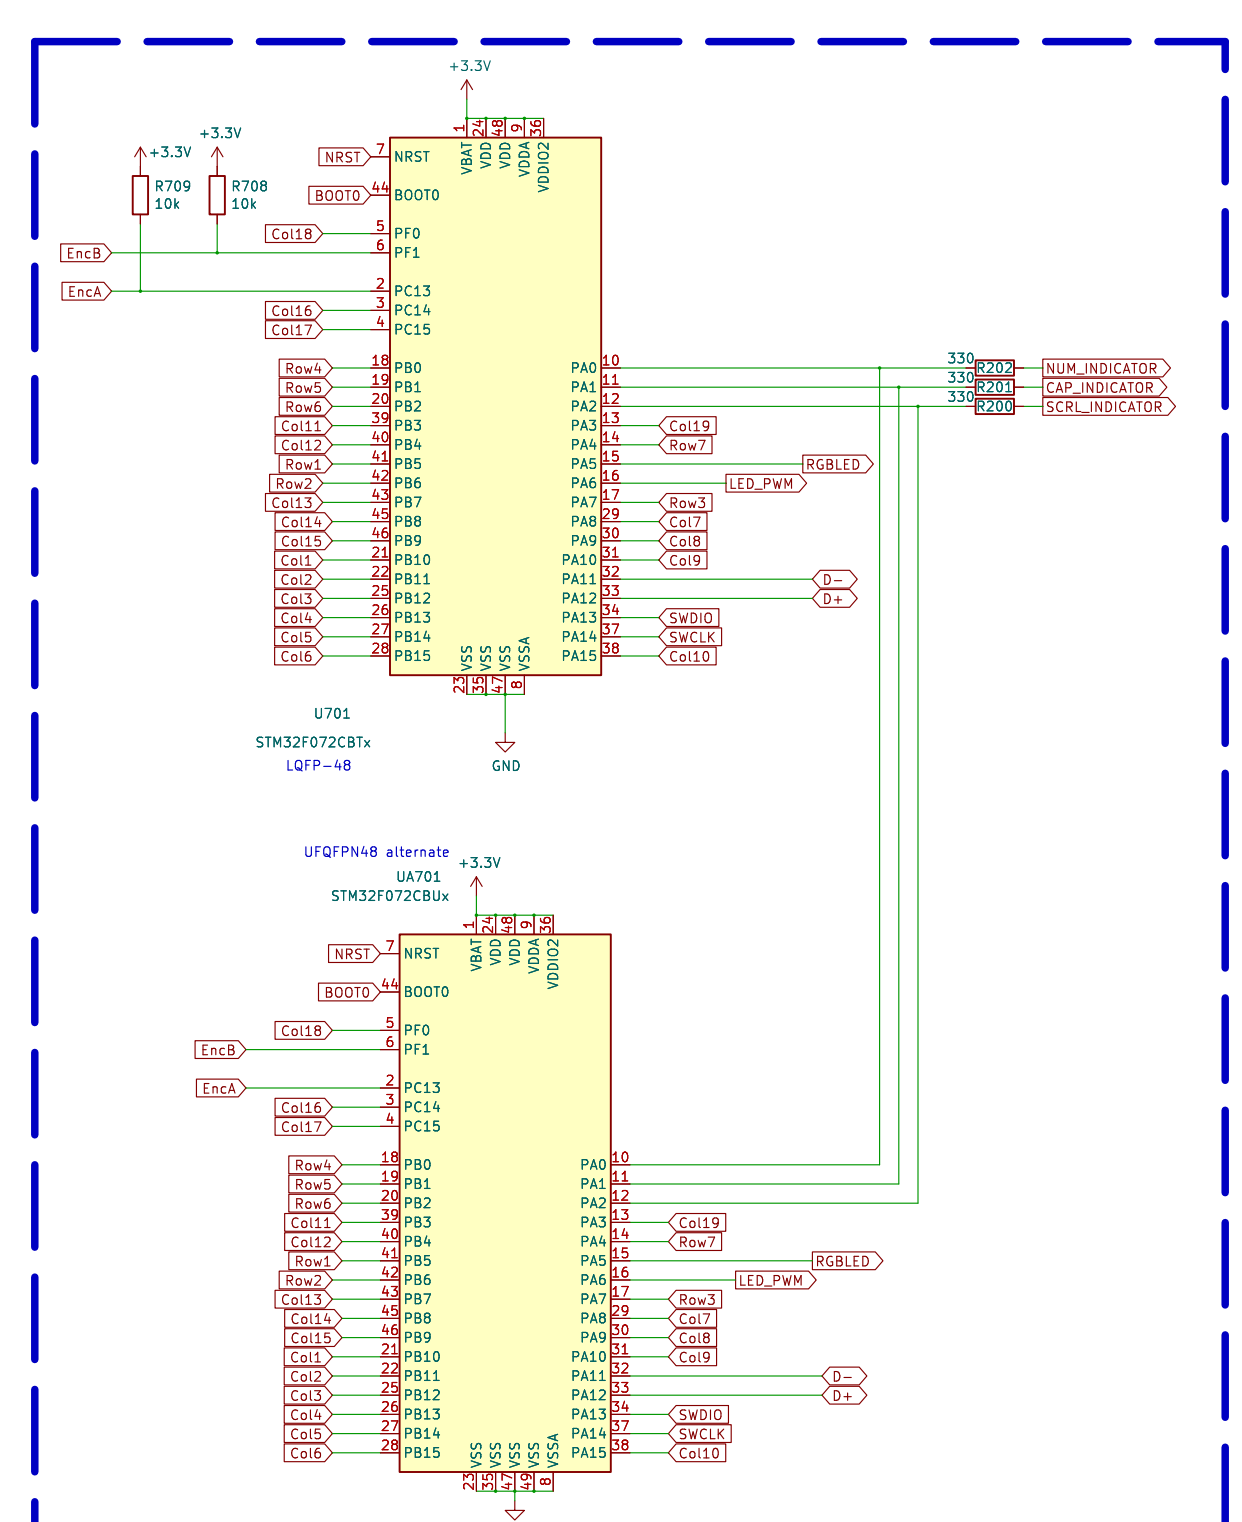 +3.3V
1
24
48
9
36
VBAT
VDD
VDD
VDDA
VDDIO2
+3.3V
+3.3V
R709
10k
R708
10k
NRST 7 NRST
BOOT0 44 BOOT0
Col18 5 PF0
EncB 6 PF1
EncA 2 PC13
Col16 3 PC14
Col17 4 PC15
Row4 18 PB0 PA0 10 330 R202 NUM_INDICATOR
Row5 19 PB1 PA1 11 330 R201 CAP_INDICATOR
Row6 20 PB2 PA2 12 330 R200 SCRL_INDICATOR
Col11 39 PB3 PA3 13 Col19
Col12 40 PB4 PA4 14 Row7
Row1 41 PB5 PA5 15 RGBLED
Row2 42 PB6 PA6 16 LED_PWM
Col13 43 PB7 PA7 17 Row3
Col14 45 PB8 PA8 29 Col7
Col15 46 PB9 PA9 30 Col8
Col1 21 PB10 PA10 31 Col9
Col2 22 PB11 PA11 32 D-
Col3 25 PB12 PA12 33 D+
Col4 26 PB13 PA13 34 SWDIO
Col5 27 PB14 PA14 37 SWCLK
Col6 28 PB15 PA15 38 Col10
VSS
VSS
VSS
VSSA
23
35
47
8
U701
STM32F072CBTx
LQFP-48
GND
UFQFPN48 alternate
+3.3V
UA701
STM32F072CBUx
1
24
48
9
36
VBAT
VDD
VDD
VDDA
VDDIO2
NRST 7 NRST
BOOT0 44 BOOT0
Col18 5 PF0
EncB 6 PF1
EncA 2 PC13
Col16 3 PC14
Col17 4 PC15
Row4 18 PB0 PA0 10
Row5 19 PB1 PA1 11
Row6 20 PB2 PA2 12
Col11 39 PB3 PA3 13 Col19
Col12 40 PB4 PA4 14 Row7
Row1 41 PB5 PA5 15 RGBLED
Row2 42 PB6 PA6 16 LED_PWM
Col13 43 PB7 PA7 17 Row3
Col14 45 PB8 PA8 29 Col7
Col15 46 PB9 PA9 30 Col8
Col1 21 PB10 PA10 31 Col9
Col2 22 PB11 PA11 32 D-
Col3 25 PB12 PA12 33 D+
Col4 26 PB13 PA13 34 SWDIO
Col5 27 PB14 PA14 37 SWCLK
Col6 28 PB15 PA15 38 Col10
VSS
VSS
VSS
VSS
VSSA
23
35
47
49
8